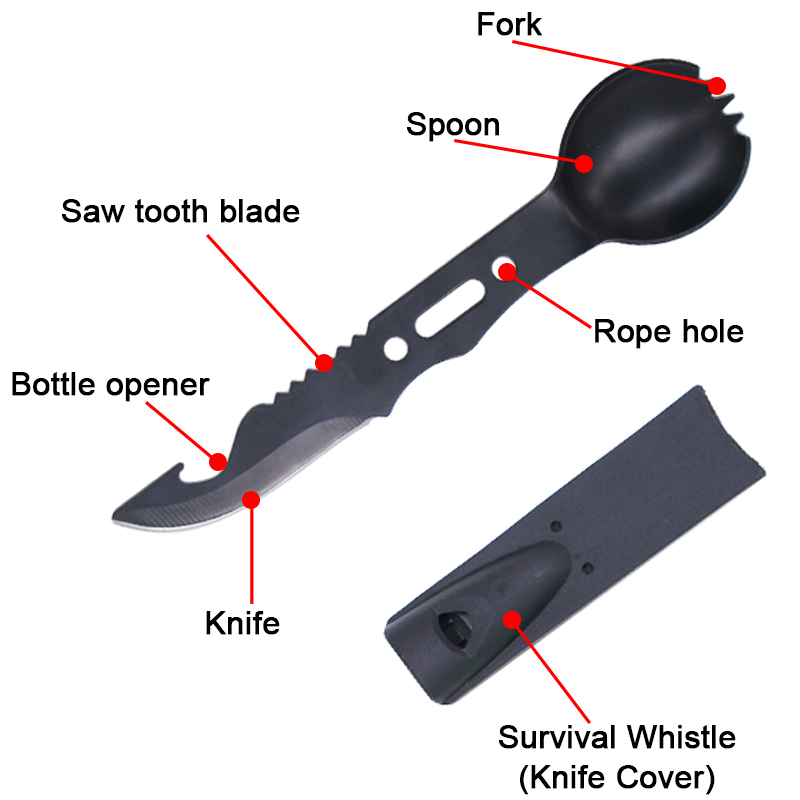 Fork
Spoon
Saw tooth blade
Rope hole
Bottle opener
Knife
Survival Whistle
(Knife Cover)